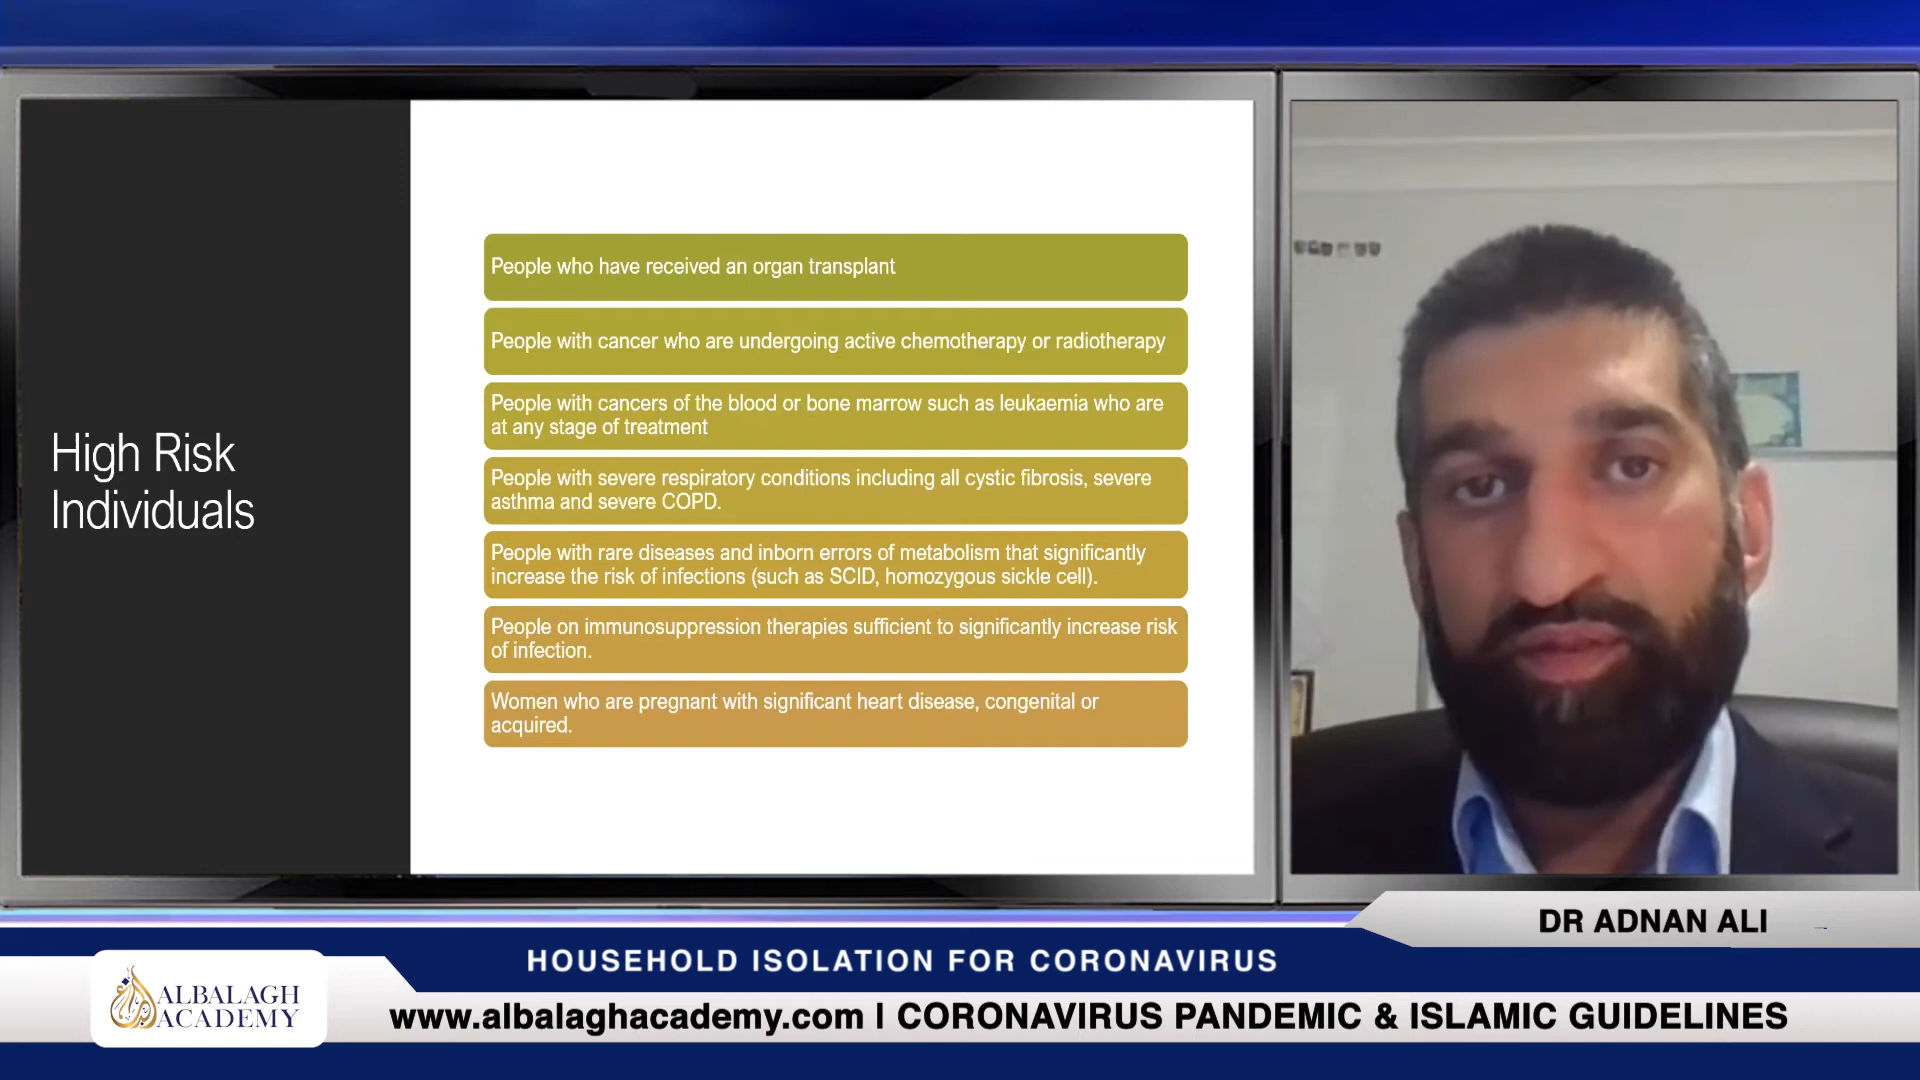 High Risk
Individuals
People who have received an organ transplant
People with cancer who are undergoing active chemotherapy or radiotherapy
People with cancers of the blood or bone marrow such as leukaemia who are
at any stage of treatment
People with severe respiratory conditions including all cystic fibrosis, severe
asthma and severe COPD.
People with rare diseases and inborn errors of metabolism that significantly
increase the risk of infections (such as SCID, homozygous sickle cell).
People on immunosuppression therapies sufficient to significantly increase risk
of infection.
Women who are pregnant with significant heart disease, congenital or
acquired.
DR ADNAN ALI
HOUSEHOLD ISOLATION FOR CORONAVIRUS
ALBALAGH
ACADEMY
www.albalaghacademy.com | CORONAVIRUS PANDEMIC & ISLAMIC GUIDELINES